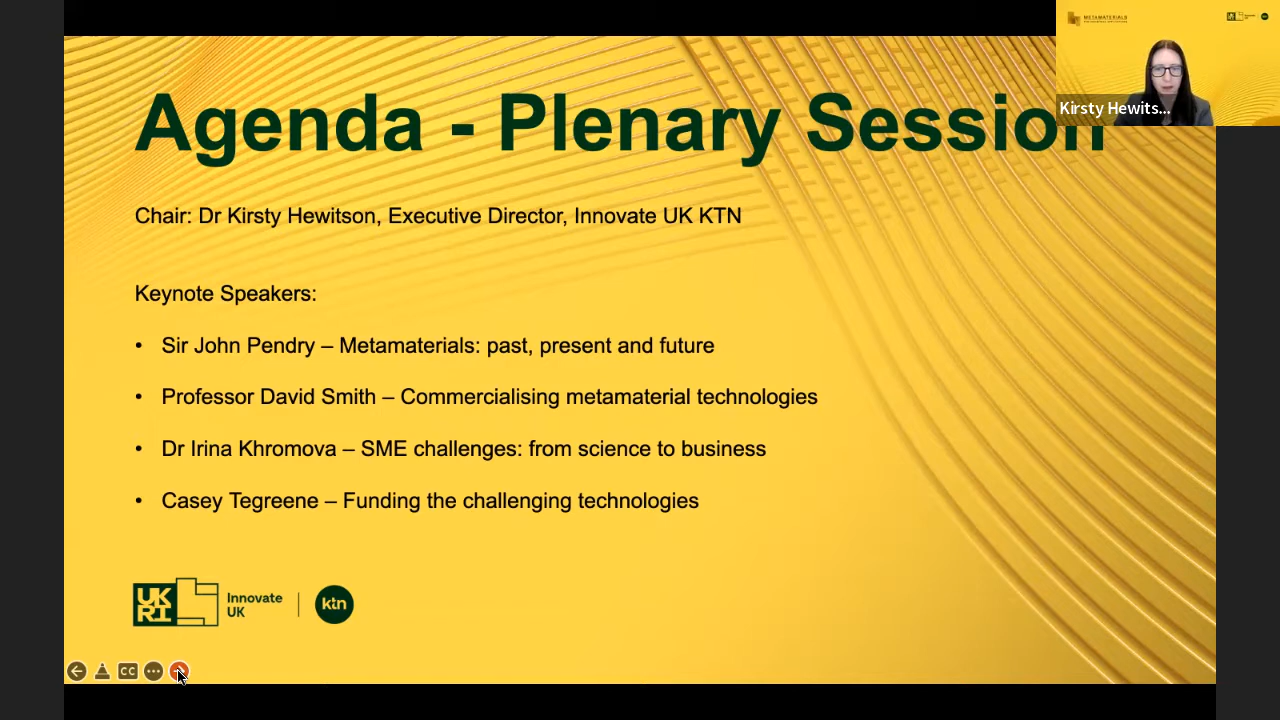 METAMATERIALS
Kirsty Hewits...
Agenda - Plenary Session
Chair: Dr Kirsty Hewitson, Executive Director, Innovate UK KTN
Keynote Speakers:
• Sir John Pendry – Metamaterials: past, present and future
• Professor David Smith – Commercialising metamaterial technologies
• Dr Irina Khromova – SME challenges: from science to business
• Casey Tegreene – Funding the challenging technologies
UK
RI
Innovate
UK
ktn
CC